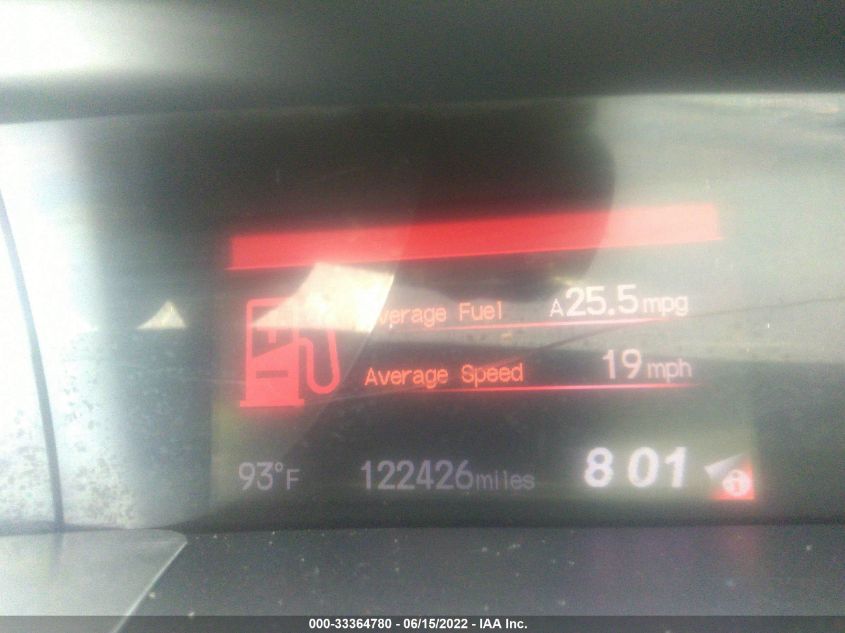 Average Fuel A25.5mpg
Average Speed 19mph
93°F 122426miles 8 01
000-33364780 - 06/15/2022 - IAA Inc.